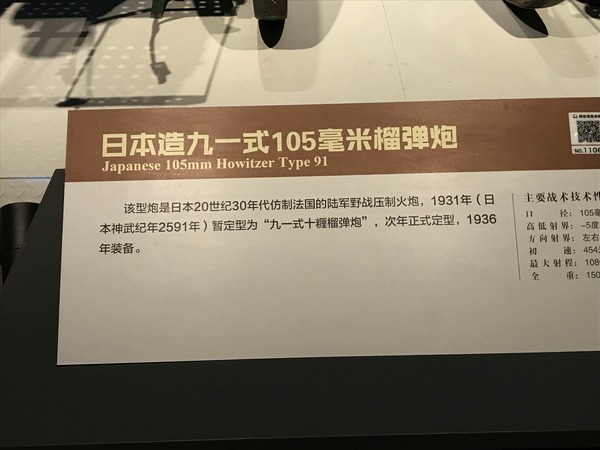 日本造九一式105毫米榴弹炮
Japanese 105mm Howitzer Type 91
NO.1106
该型炮是日本20世纪30年代仿制法国的陆军野战压制火炮，1931年（日
本神武纪年2591年）暂定型为“九一式十糎榴弹炮”，次年正式定型，1936
年装备。
主要战术技术性
口 径：105毫
高低射界：-5度
方向射界：左右
初 速：454
最大射程：108
全 重：150